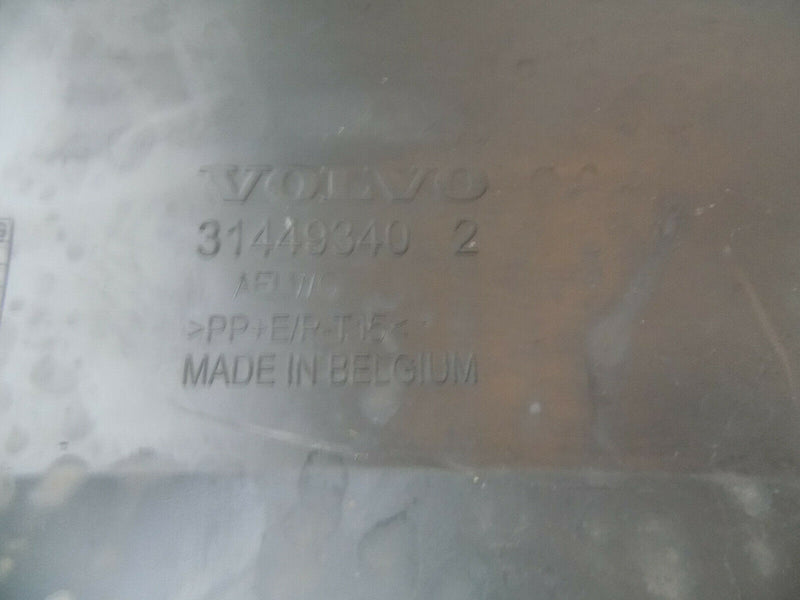 VOLVO
31449340 2
>PP+E/P-T15<
MADE IN BELGIUM